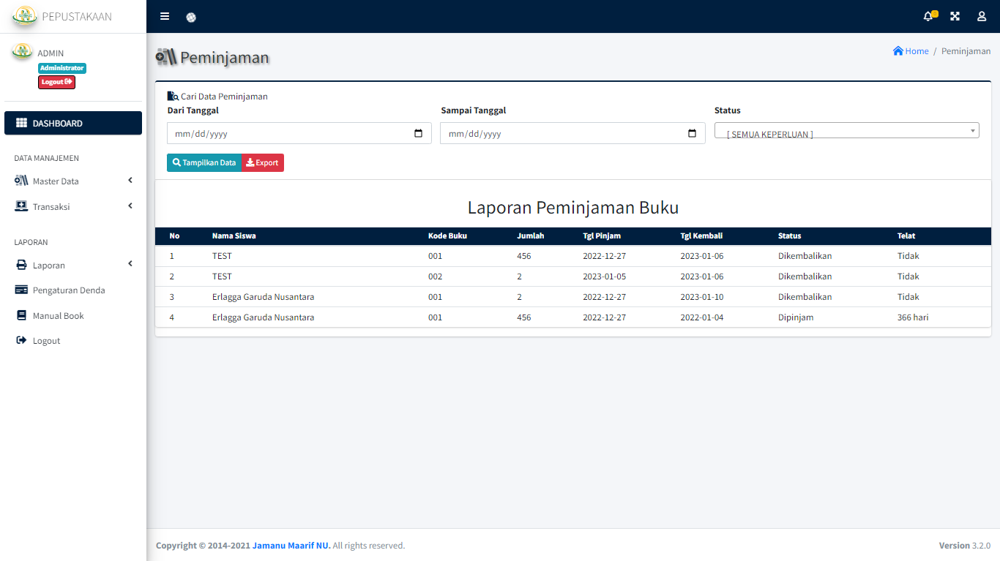 PEPUSTAKAAN
0
ADMIN
Administrator
Logout
DASHBOARD
DATA MANAJEMEN
Master Data
Transaksi
LAPORAN
Laporan
Pengaturan Denda
Manual Book
Logout
Peminjaman
Home / Peminjaman
Cari Data Peminjaman
Dari Tanggal Sampai Tanggal Status
mm/dd/yyyy mm/dd/yyyy [ SEMUA KEPERLUAN ]
Tampilkan Data Export
Laporan Peminjaman Buku
No Nama Siswa Kode Buku Jumlah Tgl Pinjam Tgl Kembali Status Telat
1 TEST 001 456 2022-12-27 2023-01-06 Dikembalikan Tidak
2 TEST 002 2 2023-01-05 2023-01-06 Dikembalikan Tidak
3 Erlagga Garuda Nusantara 001 2 2022-12-27 2023-01-10 Dikembalikan Tidak
4 Erlagga Garuda Nusantara 001 456 2022-12-27 2022-01-04 Dipinjam 366 hari
Copyright © 2014-2021 Jamanu Maarif NU. All rights reserved. Version 3.2.0